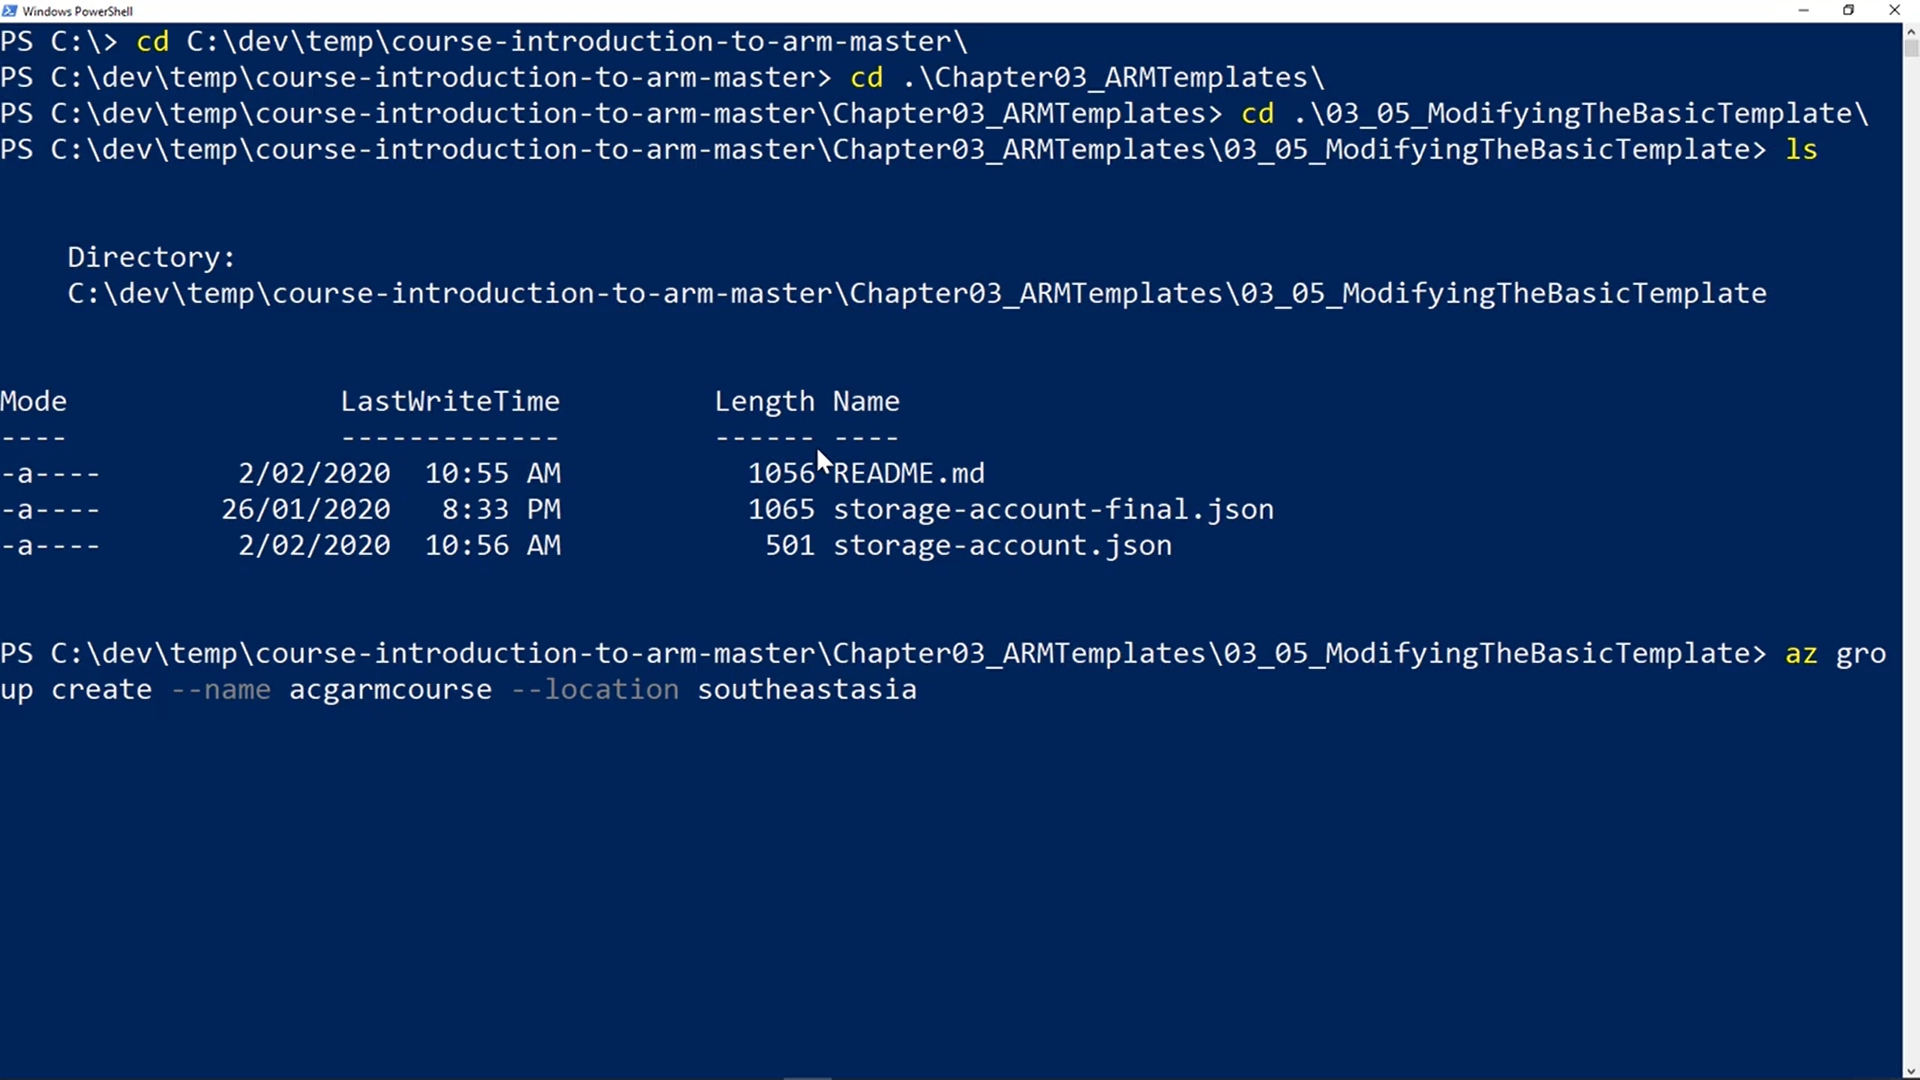 Windows PowerShell
PS C:\> cd C:\dev\temp\course-introduction-to-arm-master\
PS C:\dev\temp\course-introduction-to-arm-master> cd .\Chapter03_ARMTemplates\
PS C:\dev\temp\course-introduction-to-arm-master\Chapter03_ARMTemplates> cd .\03_05_ModifyingTheBasicTemplate\
PS C:\dev\temp\course-introduction-to-arm-master\Chapter03_ARMTemplates\03_05_ModifyingTheBasicTemplate> ls
Directory:
C:\dev\temp\course-introduction-to-arm-master\Chapter03_ARMTemplates\03_05_ModifyingTheBasicTemplate
Mode LastWriteTime Length Name
---- ------------- ------ ----
-a---- 2/02/2020 10:55 AM 1056 README.md
-a---- 26/01/2020 8:33 PM 1065 storage-account-final.json
-a---- 2/02/2020 10:56 AM 501 storage-account.json
PS C:\dev\temp\course-introduction-to-arm-master\Chapter03_ARMTemplates\03_05_ModifyingTheBasicTemplate> az gro
up create --name acgarmcourse --location southeastasia